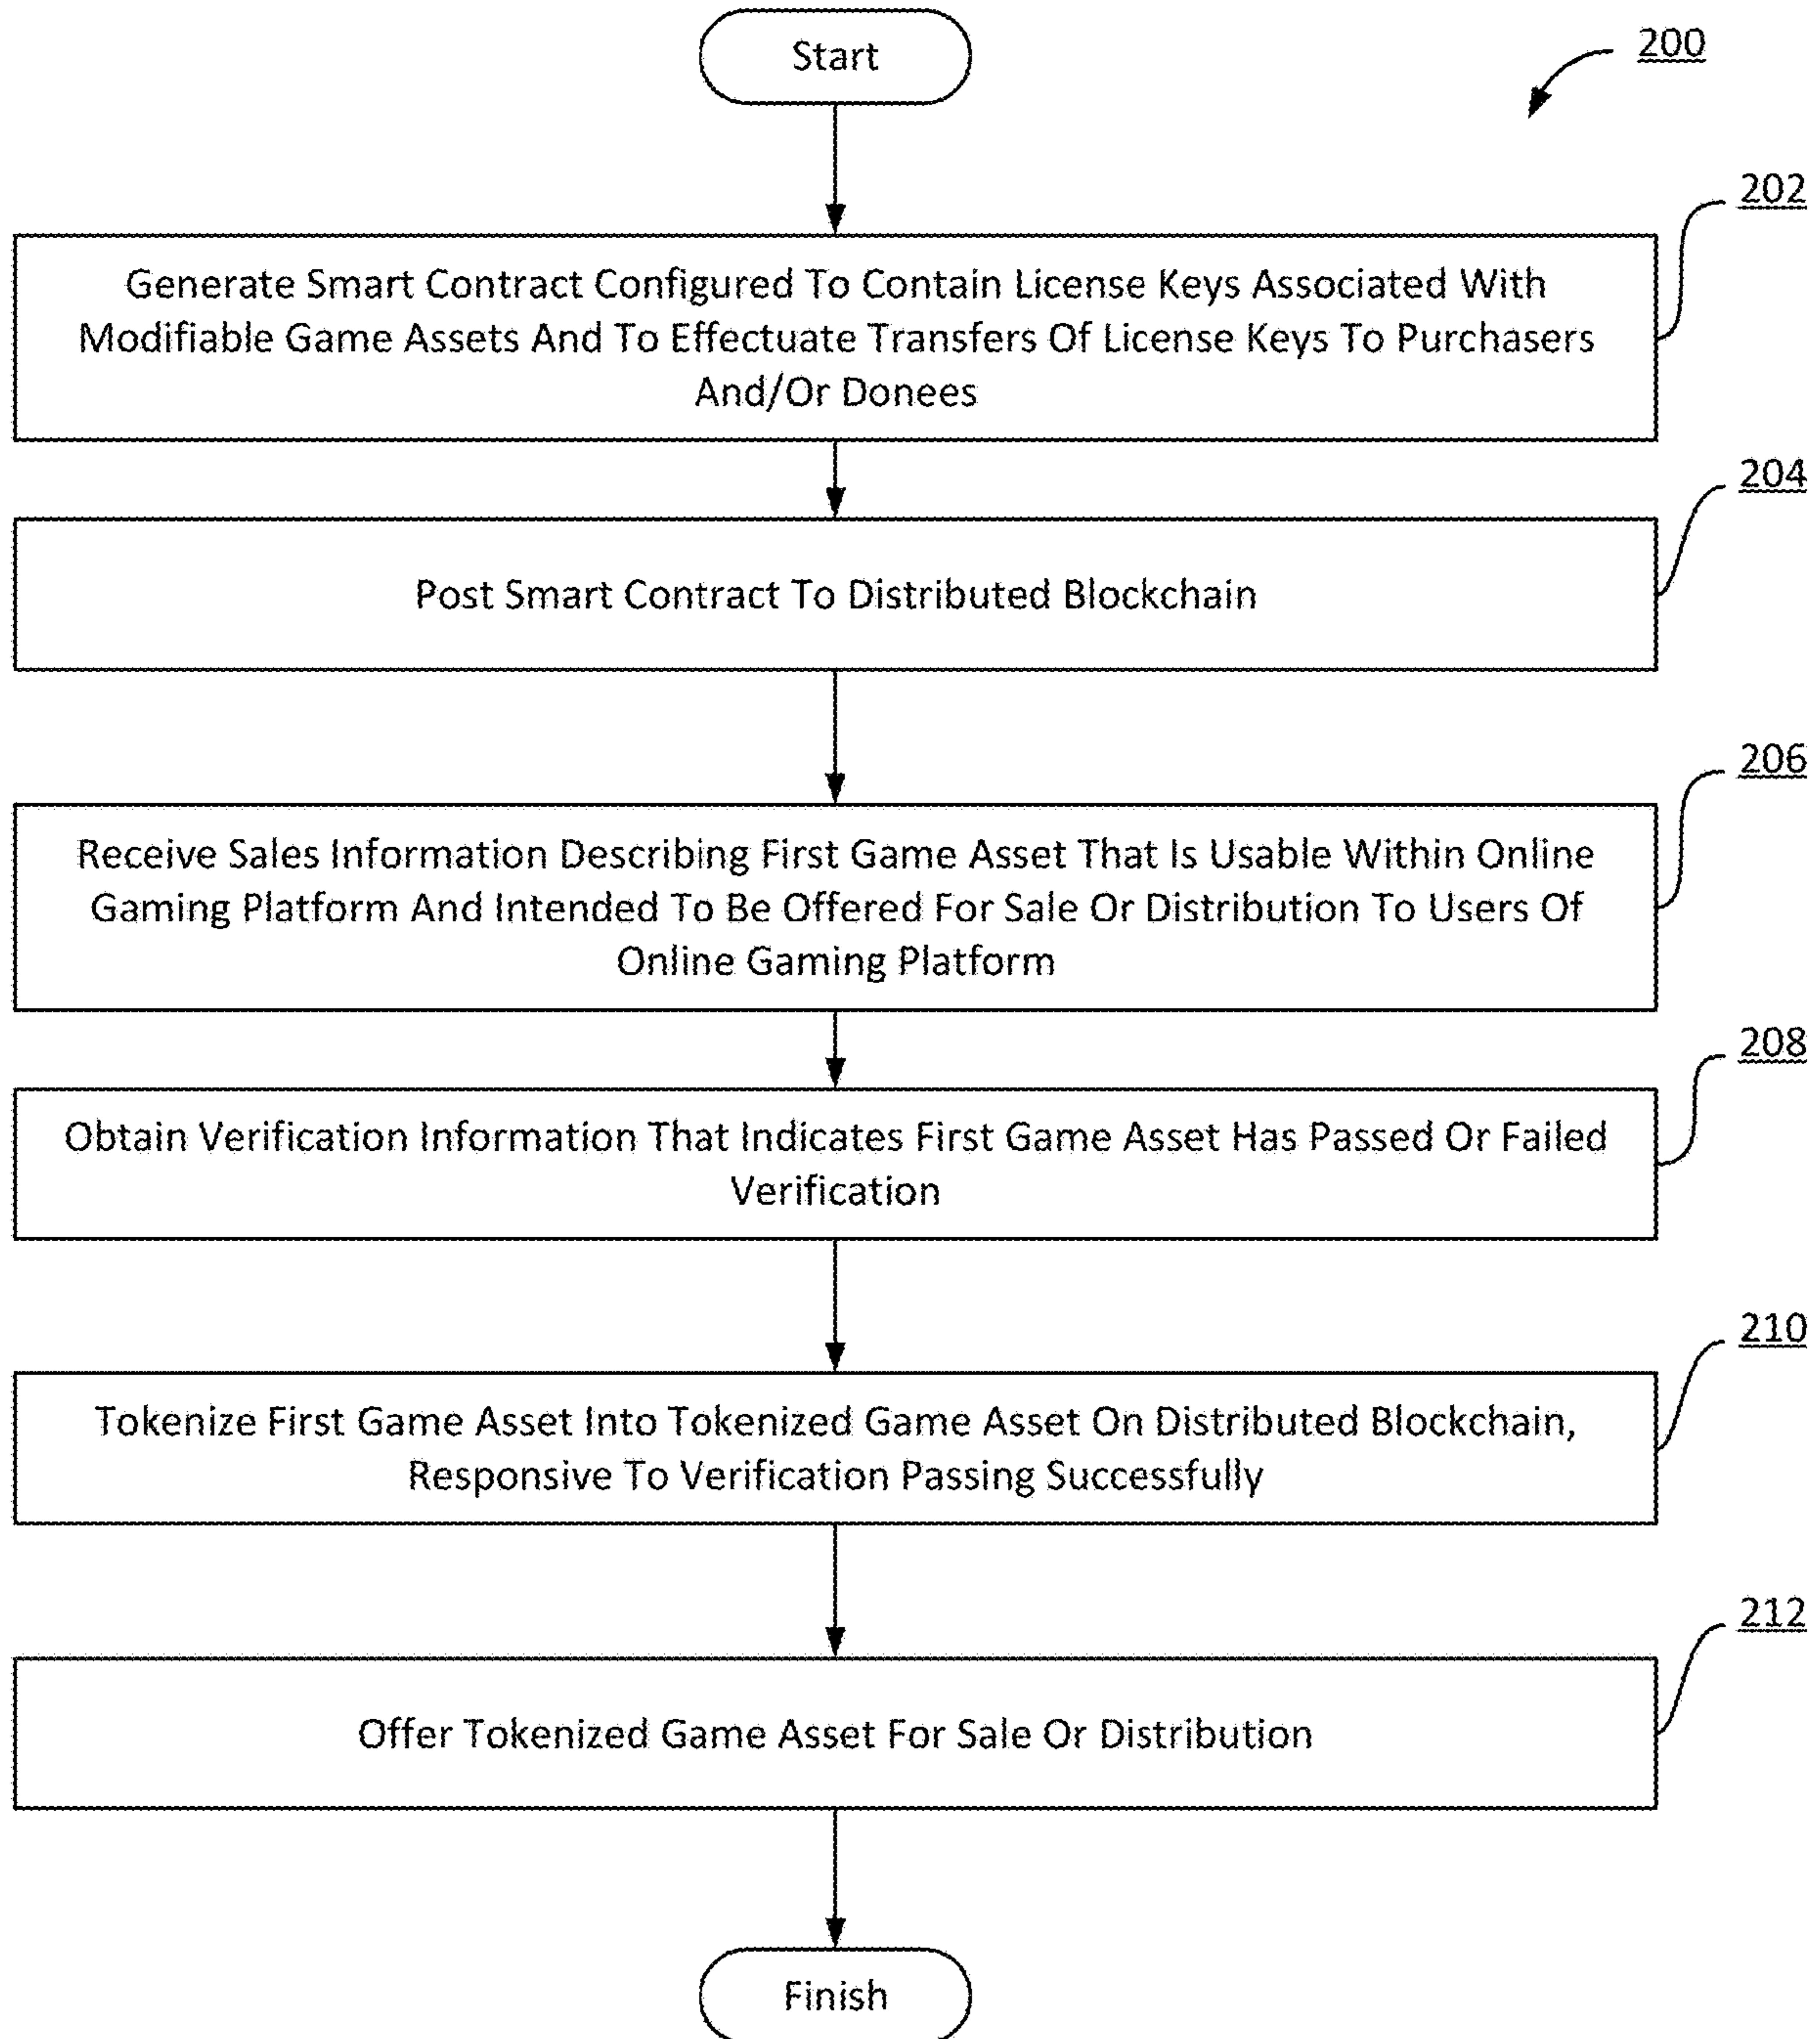 Start
200
202
Generate Smart Contract Configured To Contain License Keys Associated With
Modifiable Game Assets And To Effectuate Transfers Of License Keys To Purchasers
And/Or Donees
204
Post Smart Contract To Distributed Blockchain
206
Receive Sales Information Describing First Game Asset That Is Usable Within Online
Gaming Platform And Intended To Be Offered For Sale Or Distribution To Users Of
Online Gaming Platform
208
Obtain Verification Information That Indicates First Game Asset Has Passed Or Failed
Verification
210
Tokenize First Game Asset Into Tokenized Game Asset On Distributed Blockchain,
Responsive To Verification Passing Successfully
212
Offer Tokenized Game Asset For Sale Or Distribution
Finish